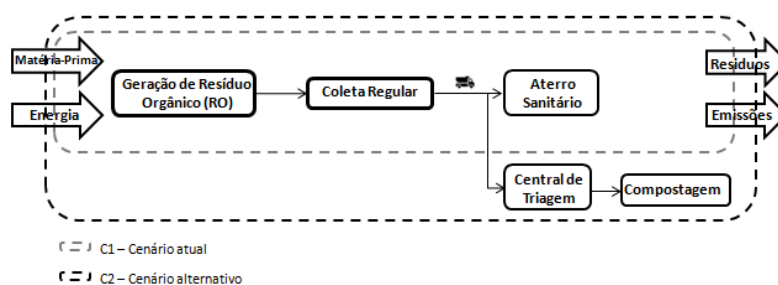 Matéria-Prima
Energia
Geração de Resíduo
Orgânico (RO)
Coleta Regular
Aterro
Sanitário
Central de
Triagem
Compostagem
Resíduos
Emissões
C1 – Cenário atual
C2 – Cenário alternativo